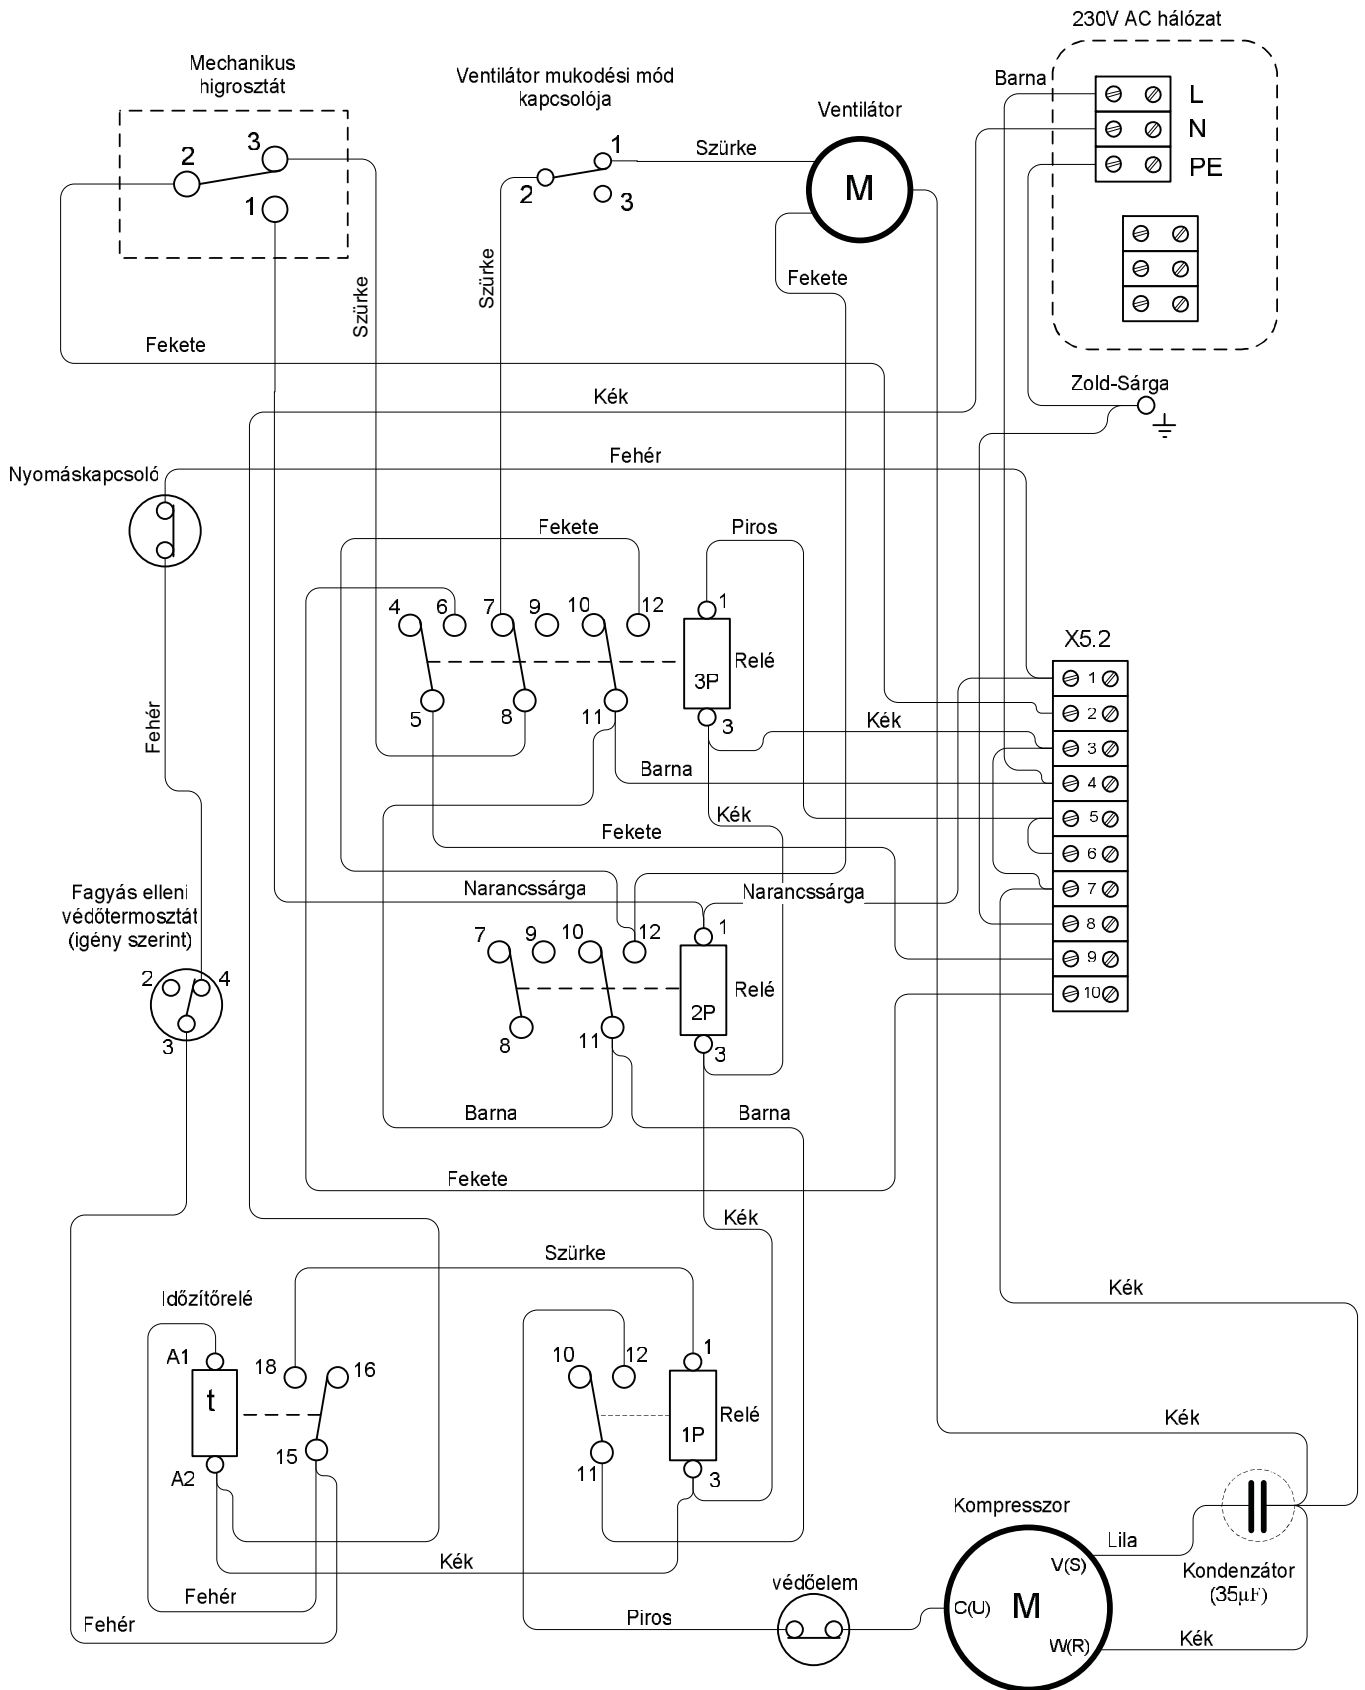 230V AC hálózat
Mechanikus
higrosztát
Ventilátor mukodési mód
kapcsolója
Ventilátor
Barna
L
N
PE
3
2
1
1
2
3
Szürke
M
Szürke
Szürke
Fekete
Fekete
Kék
Zold-Sárga
Fehér
Nyomáskapcsoló
Fekete
Piros
4
6
7
9
10
12
1
Relé
3P
5
8
11
3
X5.2
1
2
3
4
5
6
7
8
9
10
Kék
Barna
Kék
Fehér
Fekete
Fagyás elleni
védőtermosztát
(igény szerint)
Narancssárga
Narancssárga
7
9
10
12
1
Relé
2P
2
4
3
8
11
3
Barna
Barna
Fekete
Kék
Szürke
Időzítőrelé
Kék
A1
t
18
16
10
12
1
Relé
1P
15
A2
11
3
Kék
Kompresszor
Lila
V(S)
Kondenzátor
(35µF)
Kék
Fehér
Fehér
védőelem
Piros
C(U)
M
W(R)
Kék